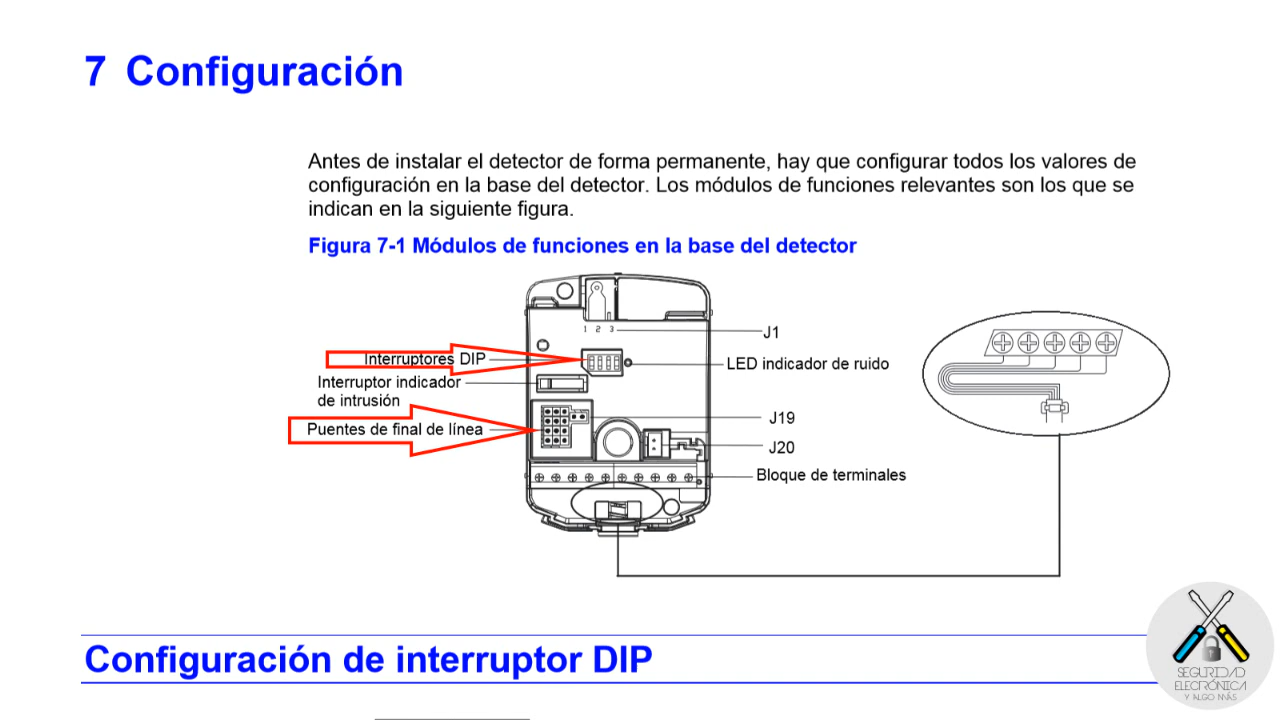 7 Configuración
Antes de instalar el detector de forma permanente, hay que configurar todos los valores de
configuración en la base del detector. Los módulos de funciones relevantes son los que se
indican en la siguiente figura.
Figura 7-1 Módulos de funciones en la base del detector
1 2 3
J1
Interruptores DIP
LED indicador de ruido
Interruptor indicador
de intrusión
J19
Puentes de final de línea
J20
Bloque de terminales
Configuración de interruptor DIP
SEGURIDAD
ELECTRÓNICA
Y ALGO MÁS